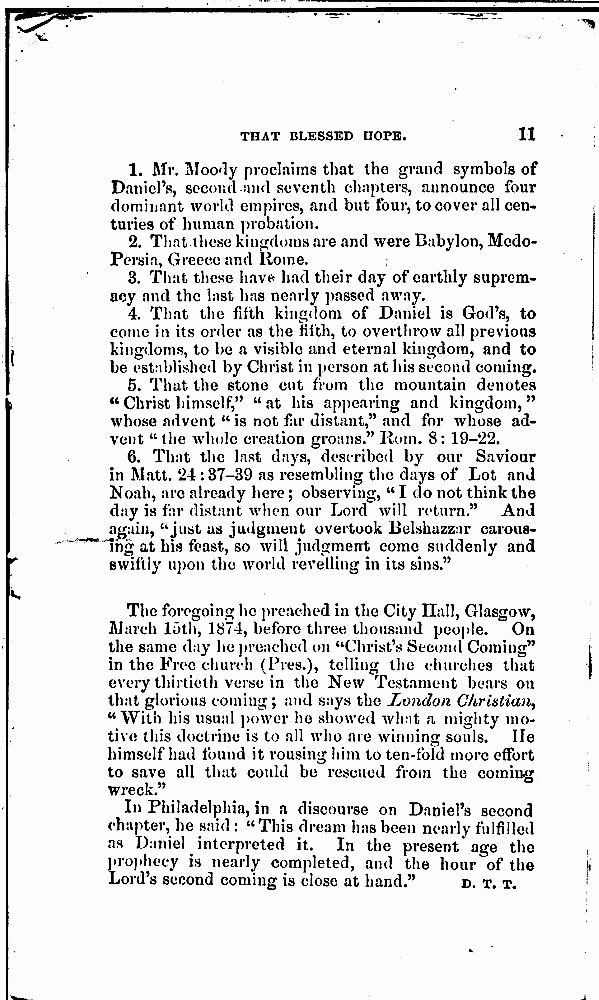 THAT BLESSED HOPE. 11
1. Mr. Moody proclaims that the grand symbols of
Daniel's, second and seventh chapters, announce four
dominant world empires, and but four, to cover all cen-
turies of human probation.
2. That these kingdoms are and were Babylon, Medo-
Persia, Greece and Rome.
3. That these have had their day of earthly suprem-
acy and the last has nearly passed away.
4. That the fifth kingdom of Daniel is God's, to
come in its order as the fifth, to overthrow all previous
kingdoms, to be a visible and eternal kingdom, and to
be established by Christ in person at his second coming.
5. That the stone cut from the mountain denotes
"Christ himself," "at his appearing and kingdom,"
whose advent "is not far distant," and for whose ad-
vent "the whole creation groans." Rom. 8: 19-22.
6. That the last days, described by our Saviour
in Matt. 24:37-39 as resembling the days of Lot and
Noah, are already here; observing, "I do not think the
day is far distant when our Lord will return." And
again, "just as judgment overtook Belshazzar carous-
ing at his feast, so will judgment come suddenly and
swiftly upon the world revelling in its sins."
The foregoing he preached in the City Hall, Glasgow,
March 15th, 1874, before three thousand people. On
the same day he preached on "Christ's Second Coming"
in the Free church (Pres.), telling the churches that
every thirtieth verse in the New Testament bears on
that glorious coming; and says the London Christian,
"With his usual power he showed what a mighty mo-
tive this doctrine is to all who are winning souls. He
himself had found it rousing him to ten-fold more effort
to save all that could be rescued from the coming
wreck."
In Philadelphia, in a discourse on Daniel's second
chapter, he said: "This dream has been nearly fulfilled
as Daniel interpreted it. In the present age the
prophecy is nearly completed, and the hour of the
Lord's second coming is close at hand." D. T. T.